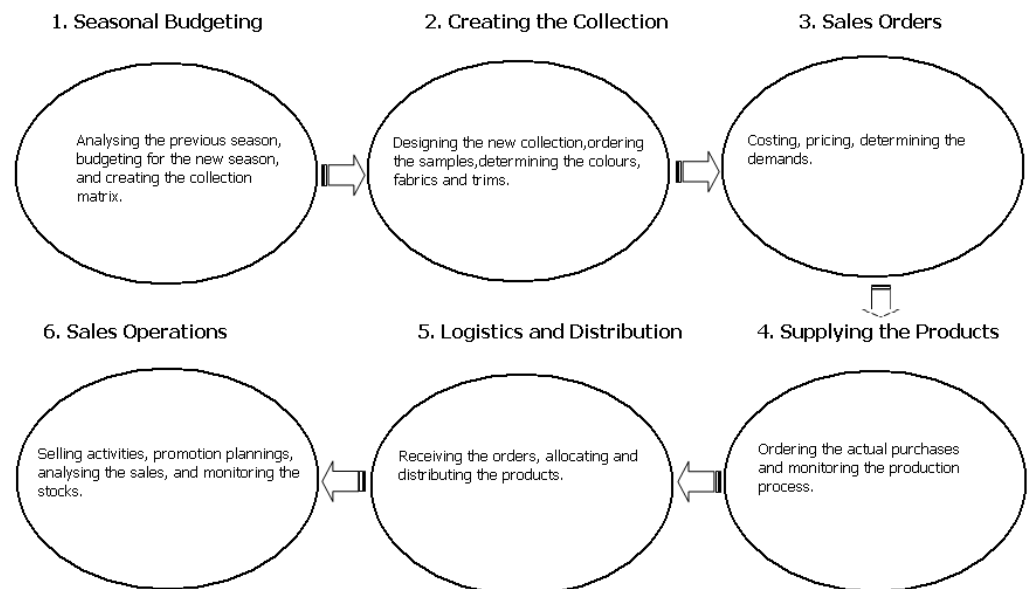 1. Seasonal Budgeting
Analysing the previous season,
budgeting for the new season,
and creating the collection
matrix.
2. Creating the Collection
Designing the new collection,ordering
the samples,determining the colours,
fabrics and trims.
3. Sales Orders
Costing, pricing, determining the
demands.
4. Supplying the Products
Ordering the actual purchases
and monitoring the production
process.
5. Logistics and Distribution
Receiving the orders, allocating and
distributing the products.
6. Sales Operations
Selling activities, promotion plannings,
analysing the sales, and monitoring the
stocks.